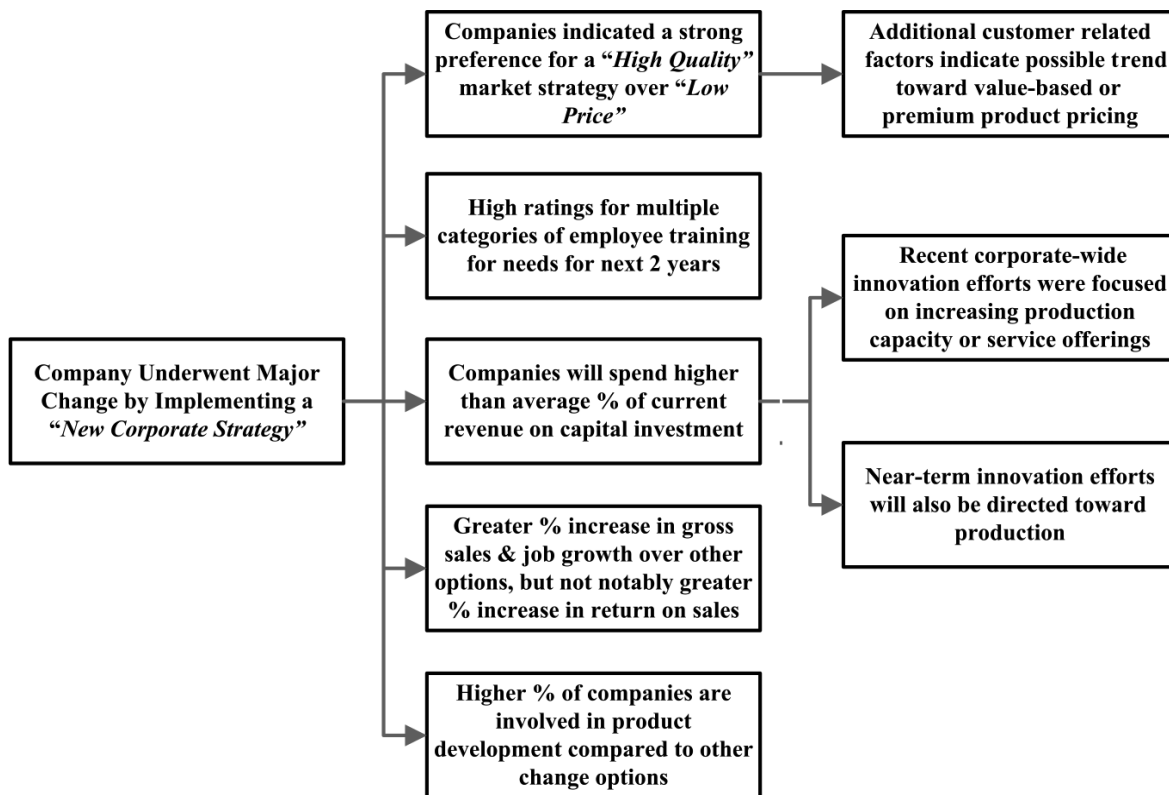 Companies indicated a strong
preference for a “High Quality”
market strategy over “Low
Price”
Additional customer related
factors indicate possible trend
toward value-based or
premium product pricing
High ratings for multiple
categories of employee training
for needs for next 2 years
Recent corporate-wide
innovation efforts were focused
on increasing production
capacity or service offerings
Company Underwent Major
Change by Implementing a
“New Corporate Strategy”
Companies will spend higher
than average % of current
revenue on capital investment
Near-term innovation efforts
will also be directed toward
production
Greater % increase in gross
sales & job growth over other
options, but not notably greater
% increase in return on sales
Higher % of companies are
involved in product
development compared to other
change options